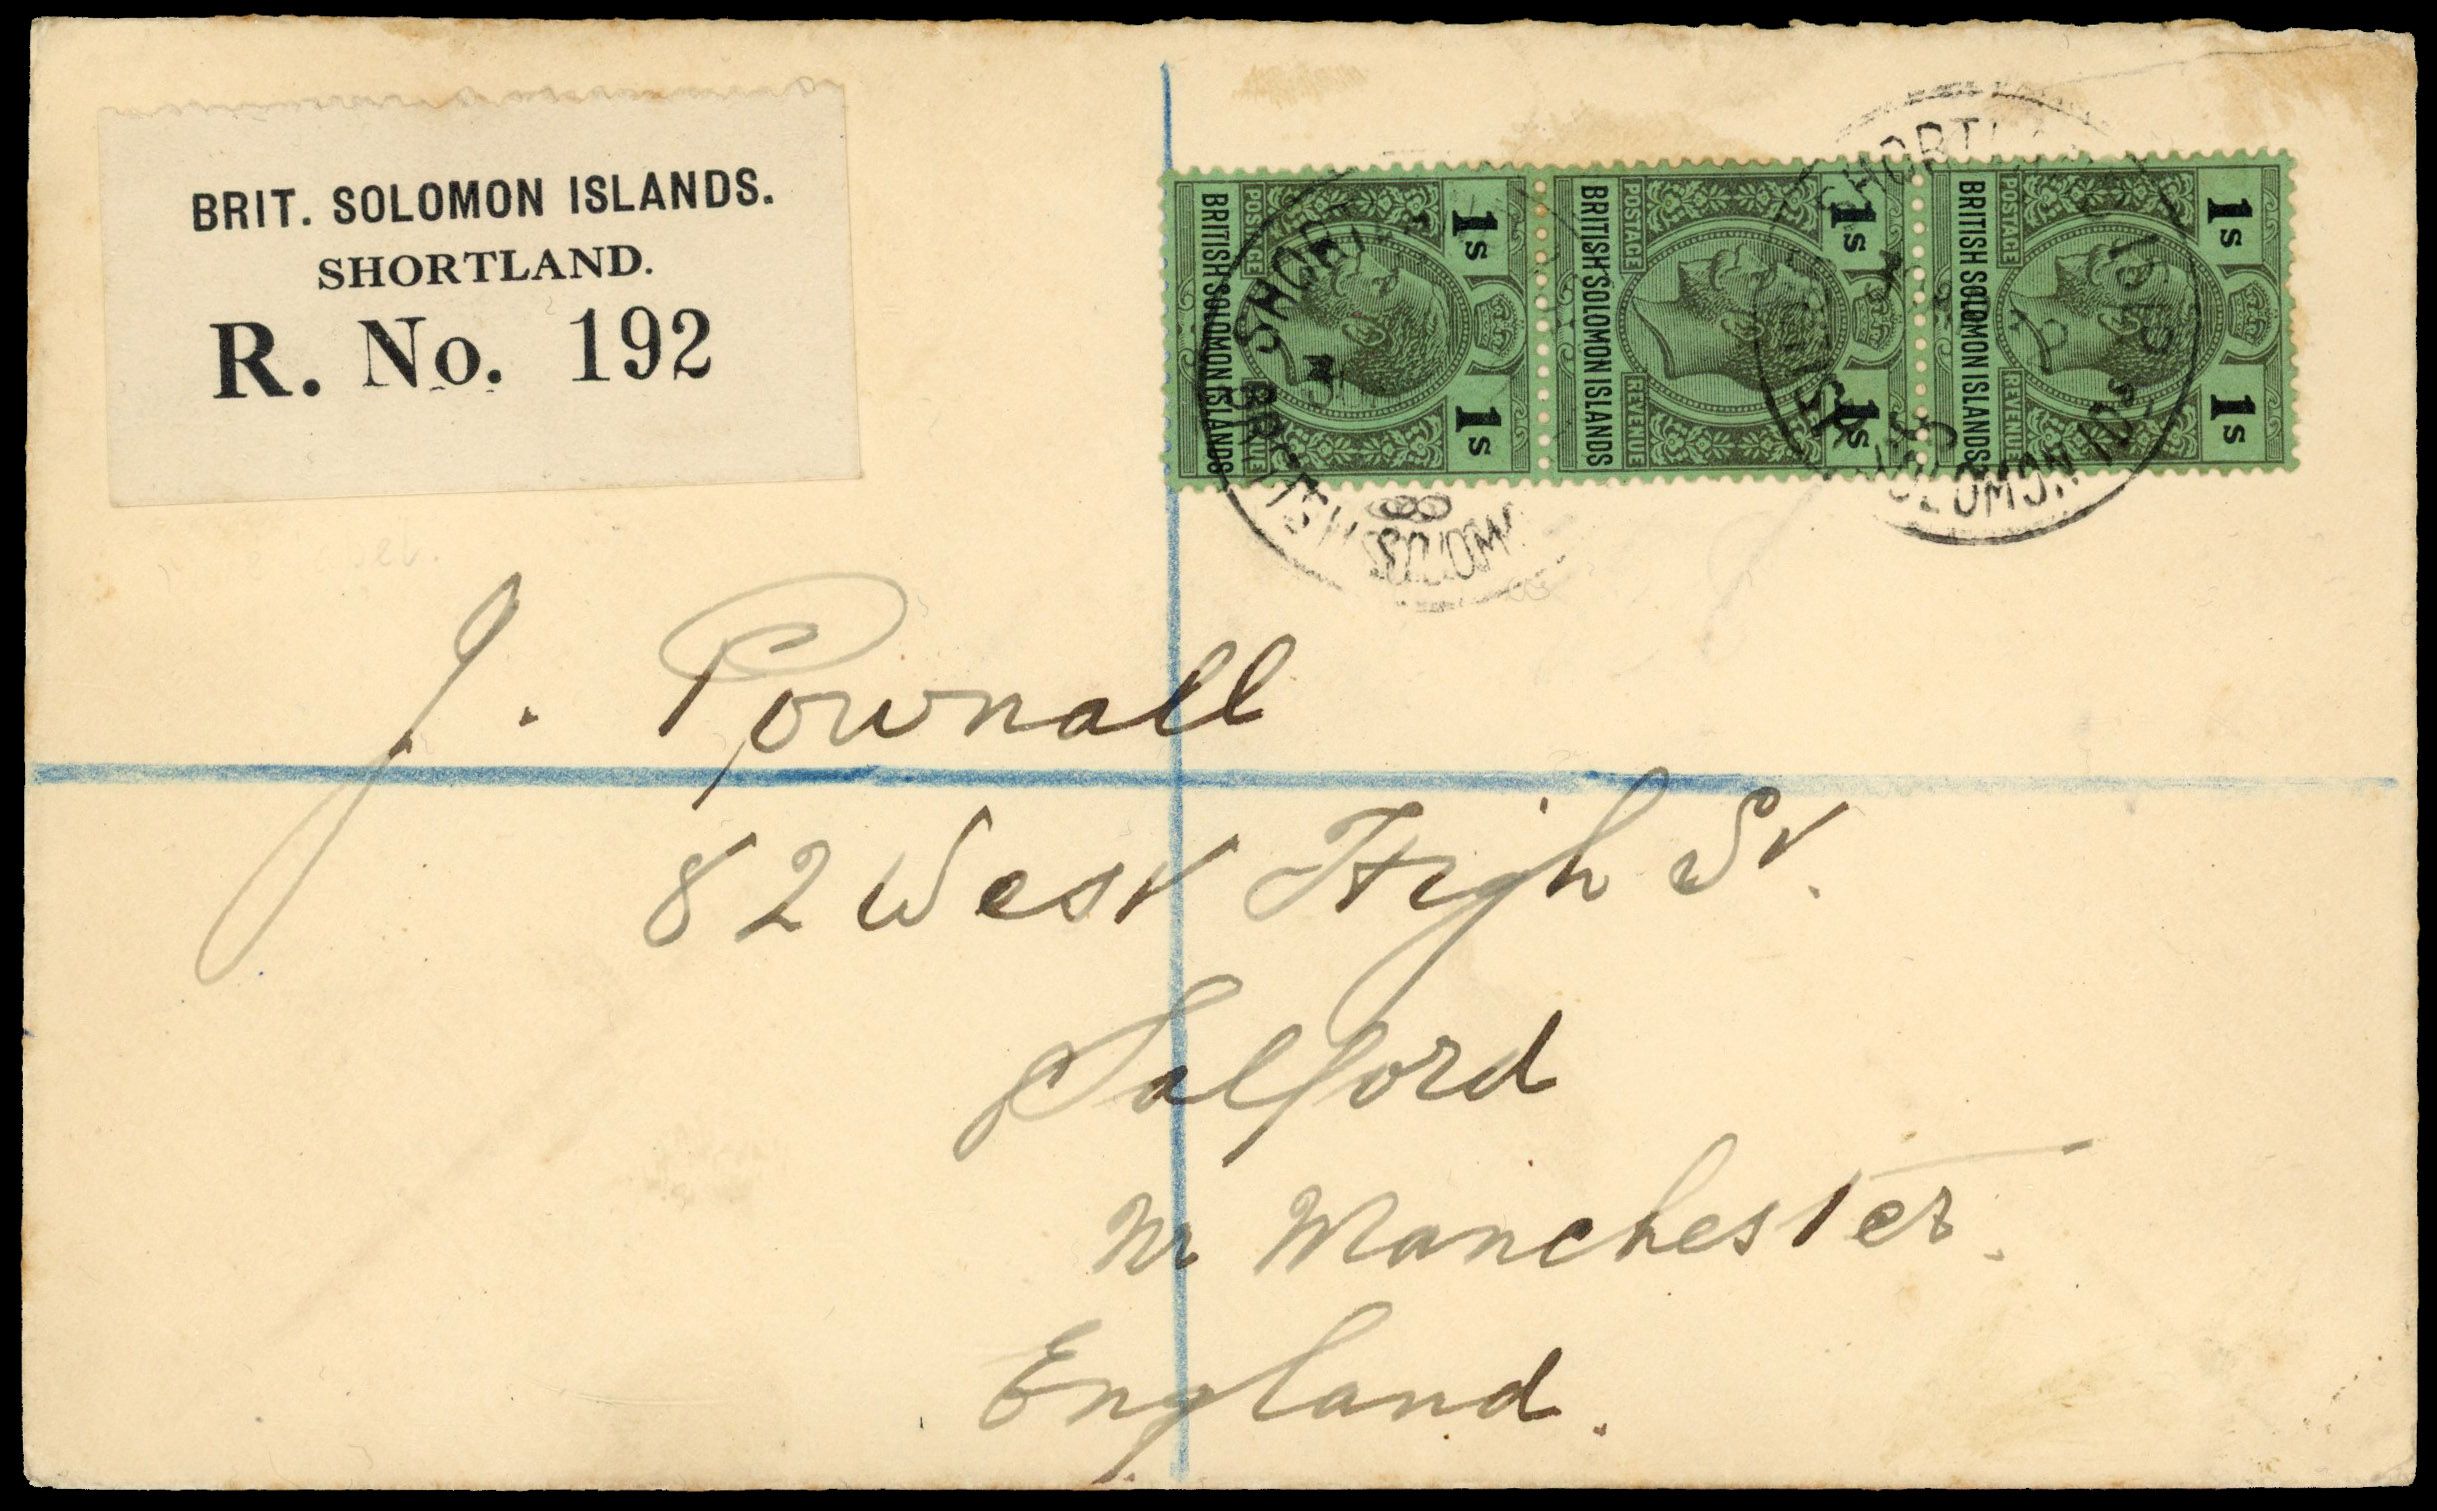 BRIT. SOLOMON ISLANDS.
SHORTLAND.
R. No. 192
BRITISH SOLOMON ISLANDS
POSTAGE
REVENUE
1s
1s
BRITISH SOLOMON ISLANDS
POSTAGE
REVENUE
1s
1s
BRITISH SOLOMON ISLANDS
POSTAGE
REVENUE
1s
1s
J. Pownall
82 West High St.
Salford
Nr Manchester.
England.